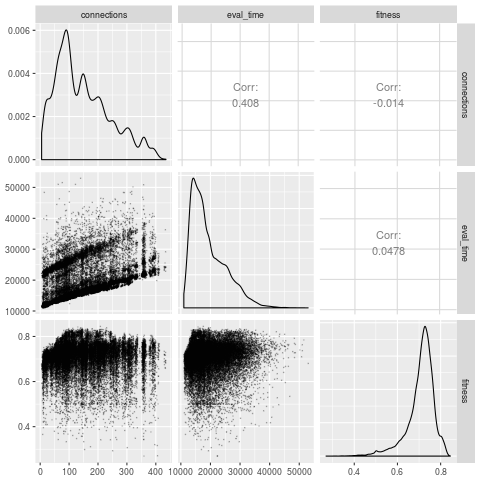 connections eval_time fitness
0.006
0.004
0.002
0.000
Corr:
0.408
Corr:
-0.014
connections
50000
40000
30000
20000
10000
Corr:
0.0478
eval_time
0.8
0.6
0.4
fitness
0 100 200 300 400 10000 20000 30000 40000 50000 0.4 0.6 0.8